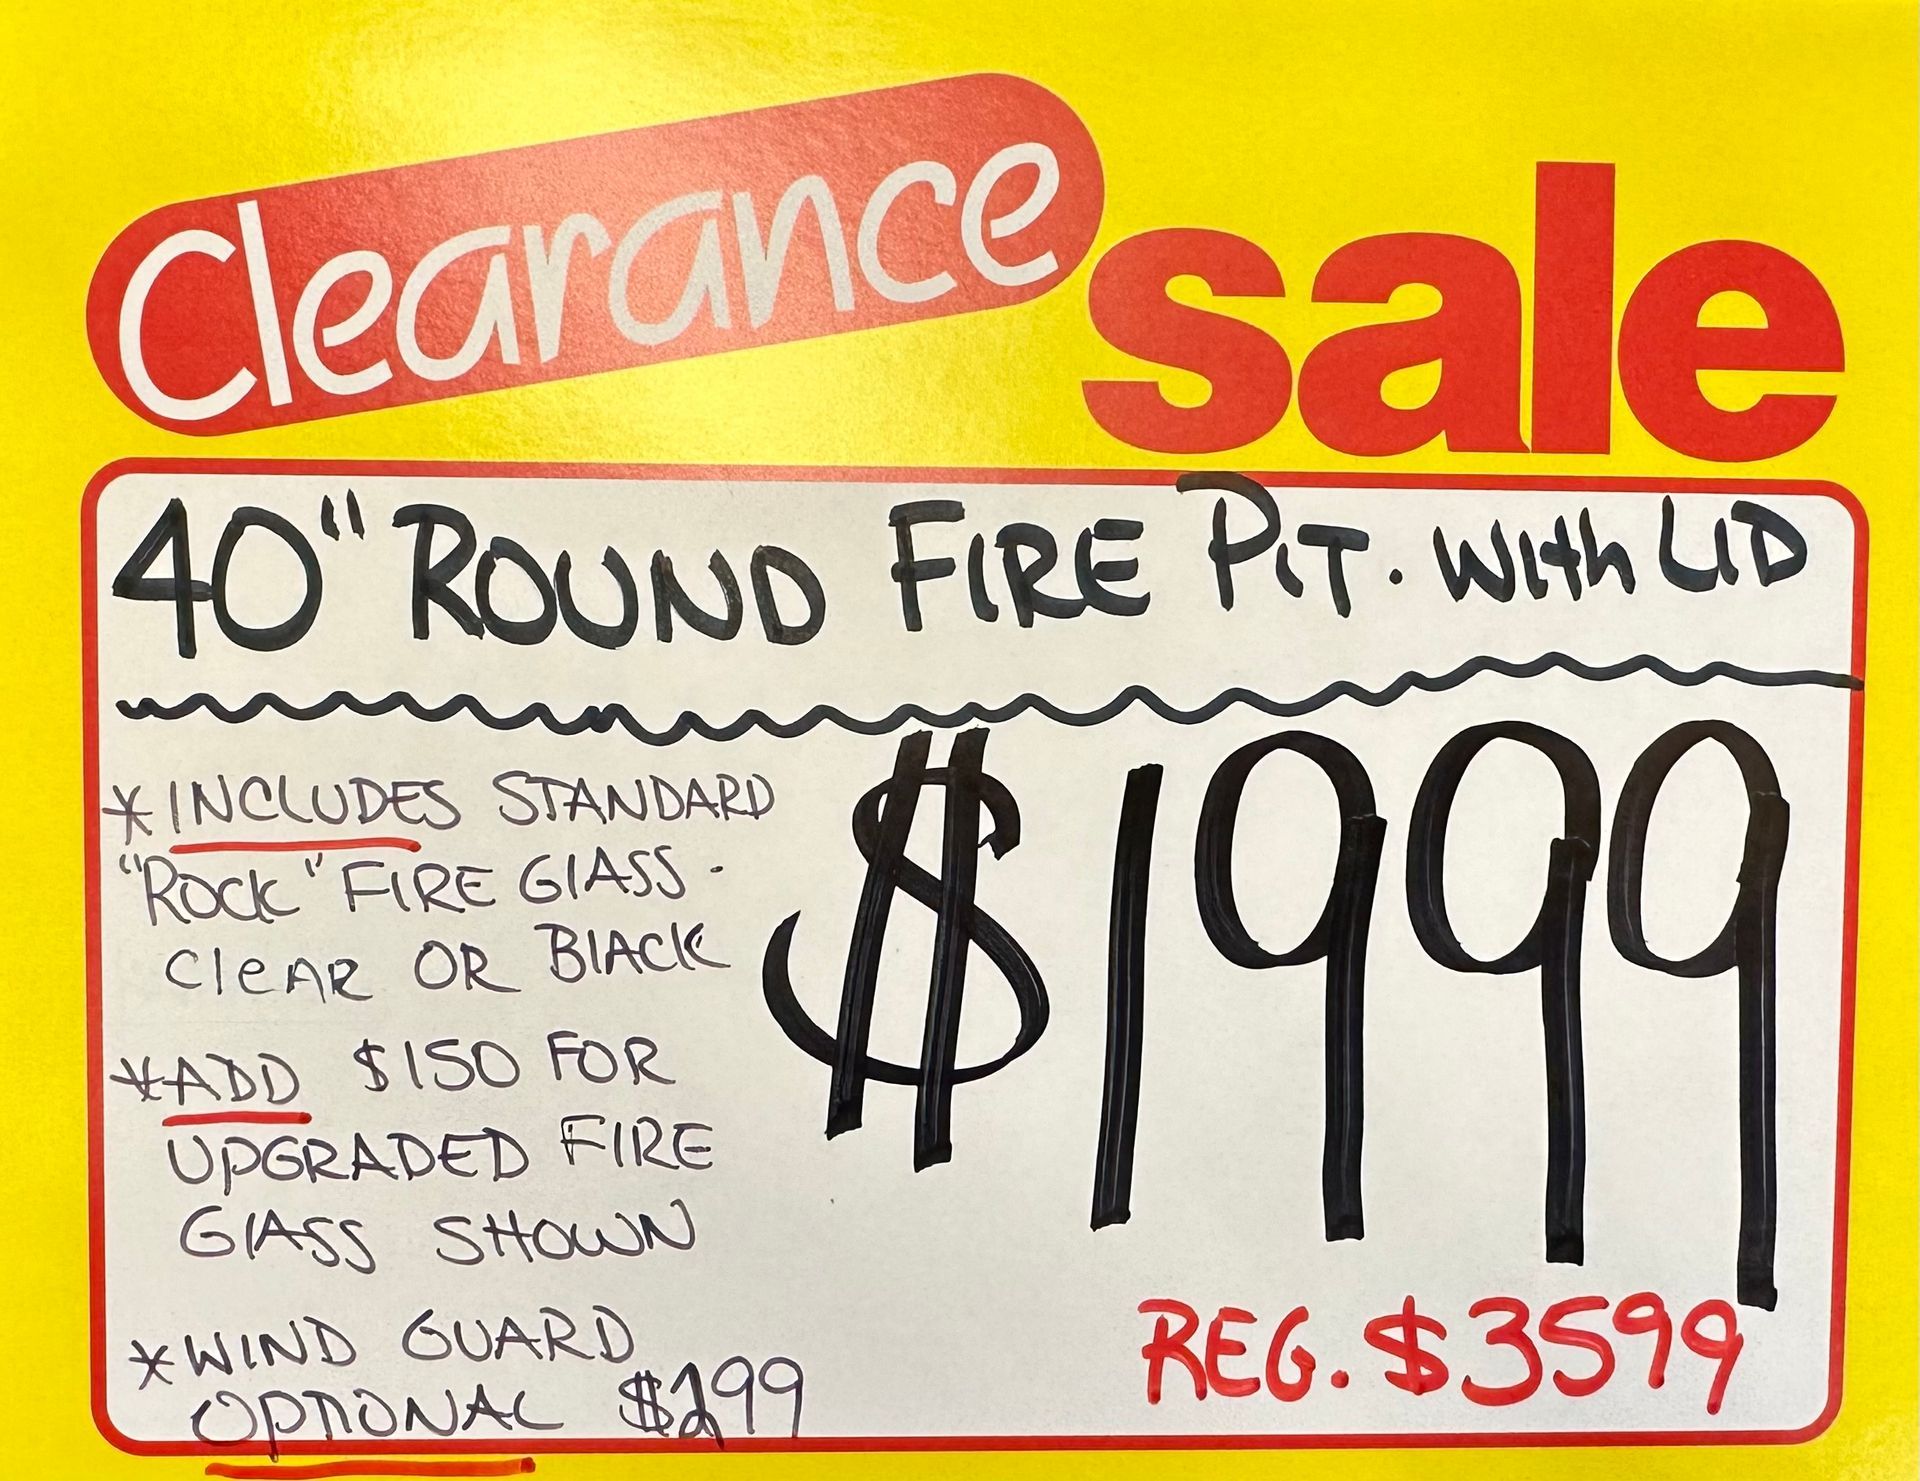 Clearance sale
40" ROUND FIRE PIT. With LID
* INCLUDES STANDARD
"ROCK" FIRE GlASS -
CleAR OR BlACK
* ADD $150 FOR
UPGRADED FIRE
GlASS SHOWN
* WIND GUARD
OPTIONAL
$1999
REG. $3599